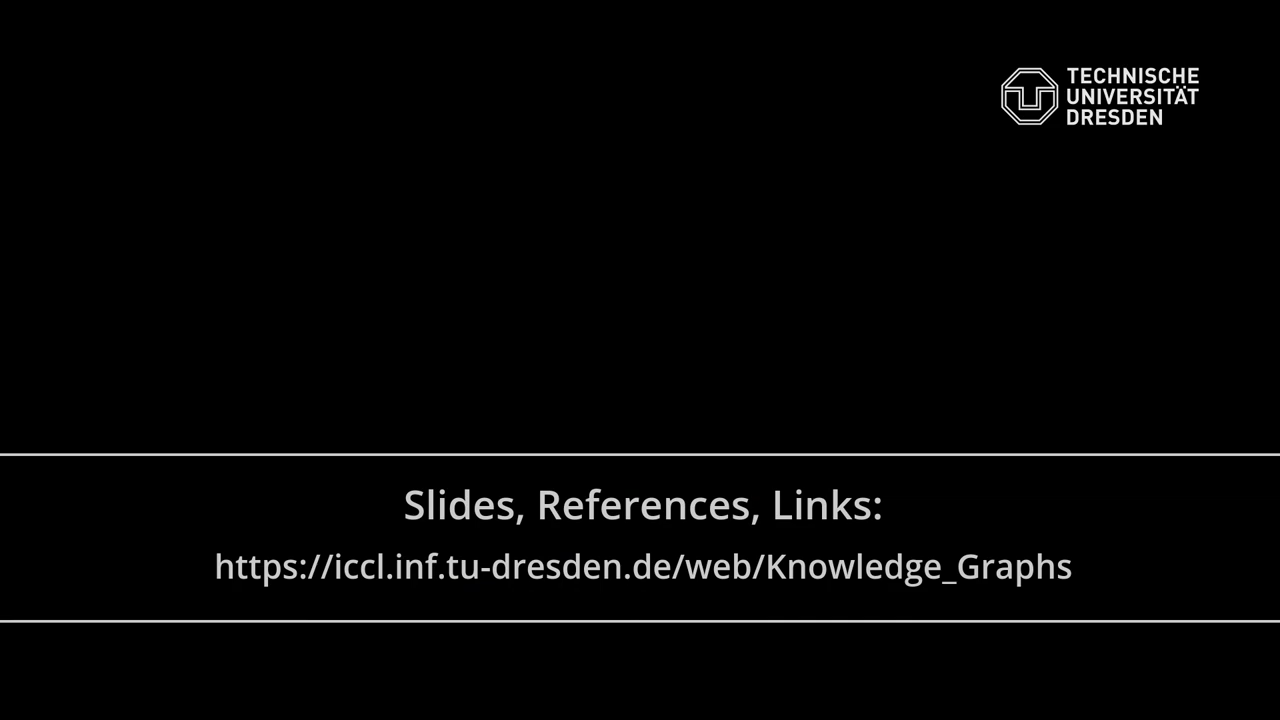 TECHNISCHE
UNIVERSITÄT
DRESDEN
Slides, References, Links:
https://iccl.inf.tu-dresden.de/web/Knowledge_Graphs